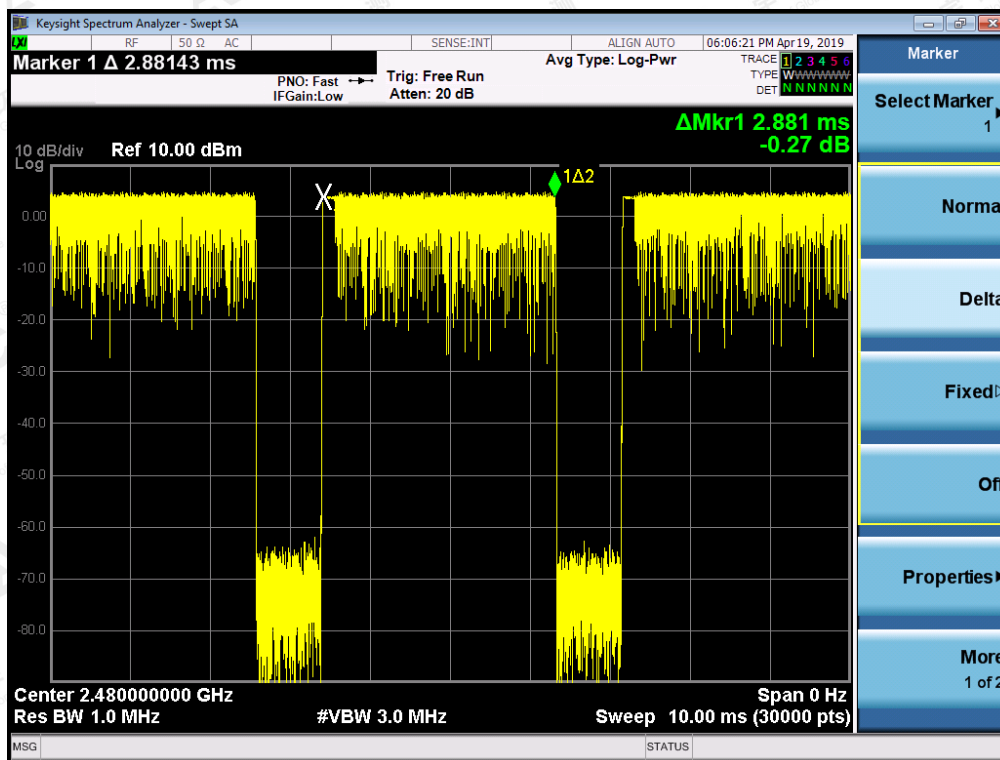 Keysight Spectrum Analyzer - Swept SA
LXI RF 50 Ω AC SENSE:INT ALIGN AUTO 06:06:21 PM Apr 19, 2019
Marker 1 Δ 2.88143 ms
PNO: Fast
IFGain:Low
Trig: Free Run
Atten: 20 dB
Avg Type: Log-Pwr
TRACE 1 2 3 4 5 6
TYPE WWWWWW
DET N N N N N N
ΔMkr1 2.881 ms
-0.27 dB
10 dB/div Ref 10.00 dBm
Log
1Δ2
X
0.00
-10.0
-20.0
-30.0
-40.0
-50.0
-60.0
-70.0
-80.0
Center 2.480000000 GHz Span 0 Hz
Res BW 1.0 MHz #VBW 3.0 MHz Sweep 10.00 ms (30000 pts)
MSG STATUS
Marker
Select Marker
1
Norma
Delta
Fixed
Off
Properties
More
1 of 2